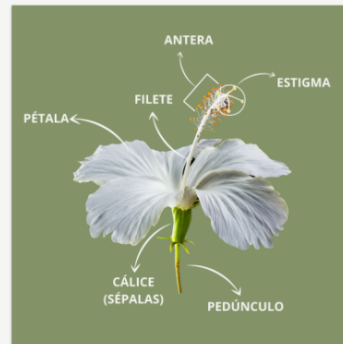 ANTERA
ESTIGMA
FILETE
PÉTALA
CÁLICE
(SÉPALAS)
PEDÚNCULO